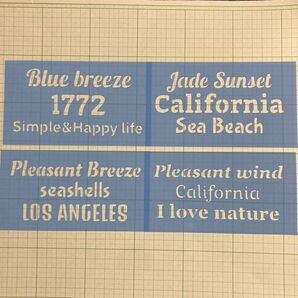 Blue breeze
1772
Simple&Happy life
Jade Sunset
California
Sea Beach
Pleasant Breeze
seashells
LOS ANGELES
Pleasant wind
California
I love nature